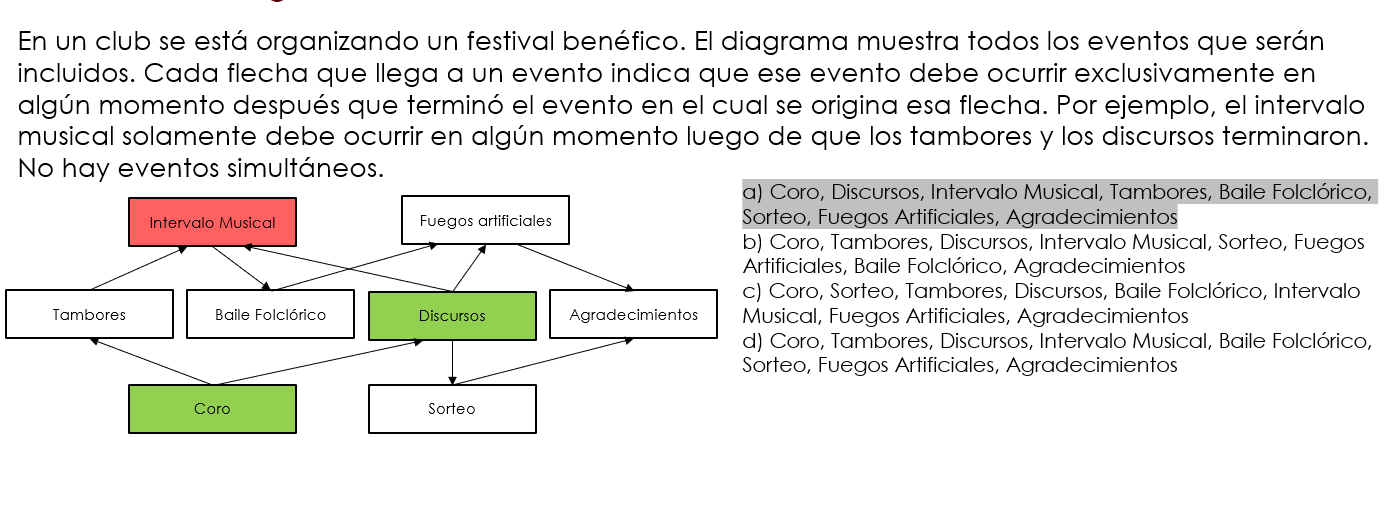 En un club se está organizando un festival benéfico. El diagrama muestra todos los eventos que serán
incluidos. Cada flecha que llega a un evento indica que ese evento debe ocurrir exclusivamente en
algún momento después que terminó el evento en el cual se origina esa flecha. Por ejemplo, el intervalo
musical solamente debe ocurrir en algún momento luego de que los tambores y los discursos terminaron.
No hay eventos simultáneos.
Intervalo Musical
Fuegos artificiales
Tambores
Baile Folclórico
Discursos
Agradecimientos
Coro
Sorteo
a) Coro, Discursos, Intervalo Musical, Tambores, Baile Folclórico,
Sorteo, Fuegos Artificiales, Agradecimientos
b) Coro, Tambores, Discursos, Intervalo Musical, Sorteo, Fuegos
Artificiales, Baile Folclórico, Agradecimientos
c) Coro, Sorteo, Tambores, Discursos, Baile Folclórico, Intervalo
Musical, Fuegos Artificiales, Agradecimientos
d) Coro, Tambores, Discursos, Intervalo Musical, Baile Folclórico,
Sorteo, Fuegos Artificiales, Agradecimientos